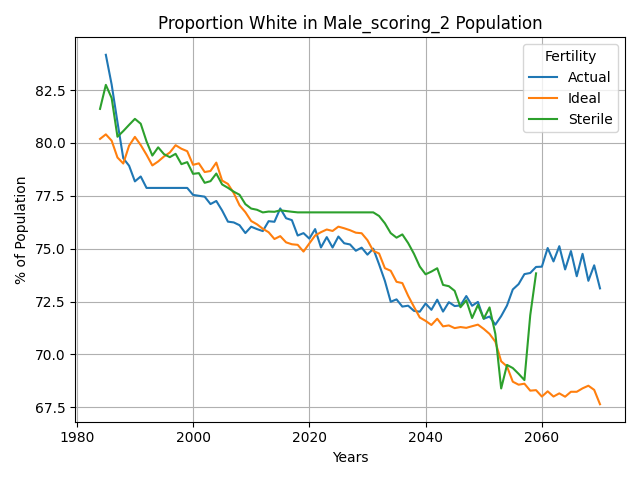 Proportion White in Male_scoring_2 Population
Fertility
Actual
Ideal
Sterile
% of Population
82.5
80.0
77.5
75.0
72.5
70.0
67.5
1980
2000
2020
2040
2060
Years